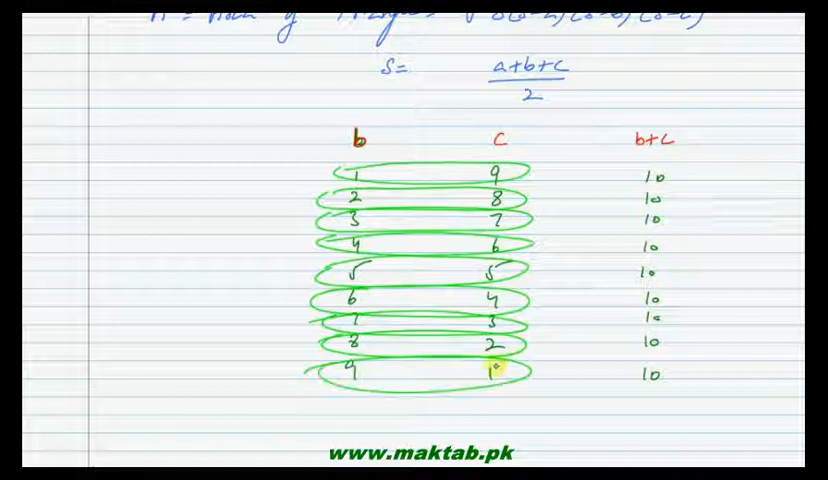 S= a+b+c
2
b c b+c
1 9 10
2 8 10
3 7 10
4 6 10
5 5 10
6 4 10
7 3 10
8 2 10
9 1 10
www.maktab.pk